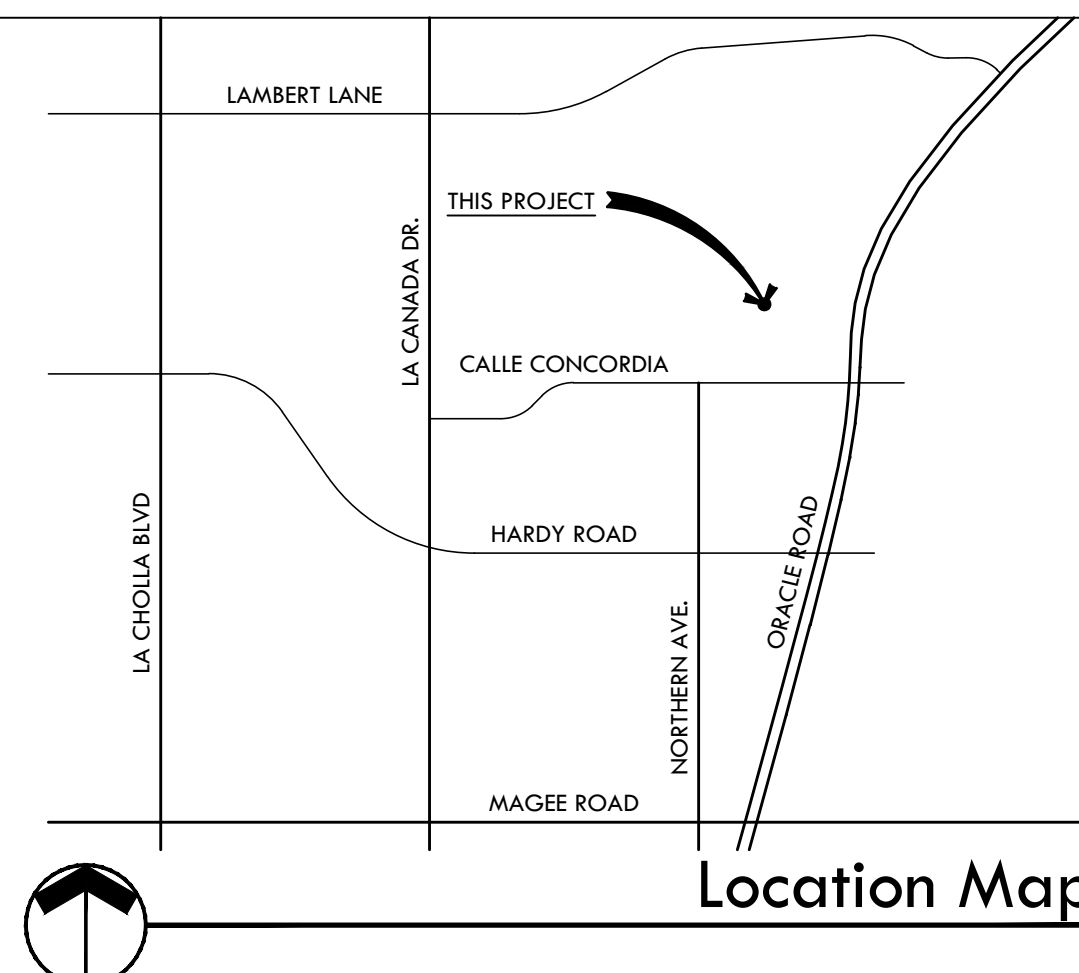 LAMBERT LANE
THIS PROJECT
LA CANADA DR.
CALLE CONCORDIA
LA CHOLLA BLVD
HARDY ROAD
ORACLE ROAD
NORTHERN AVE.
MAGEE ROAD
Location Map